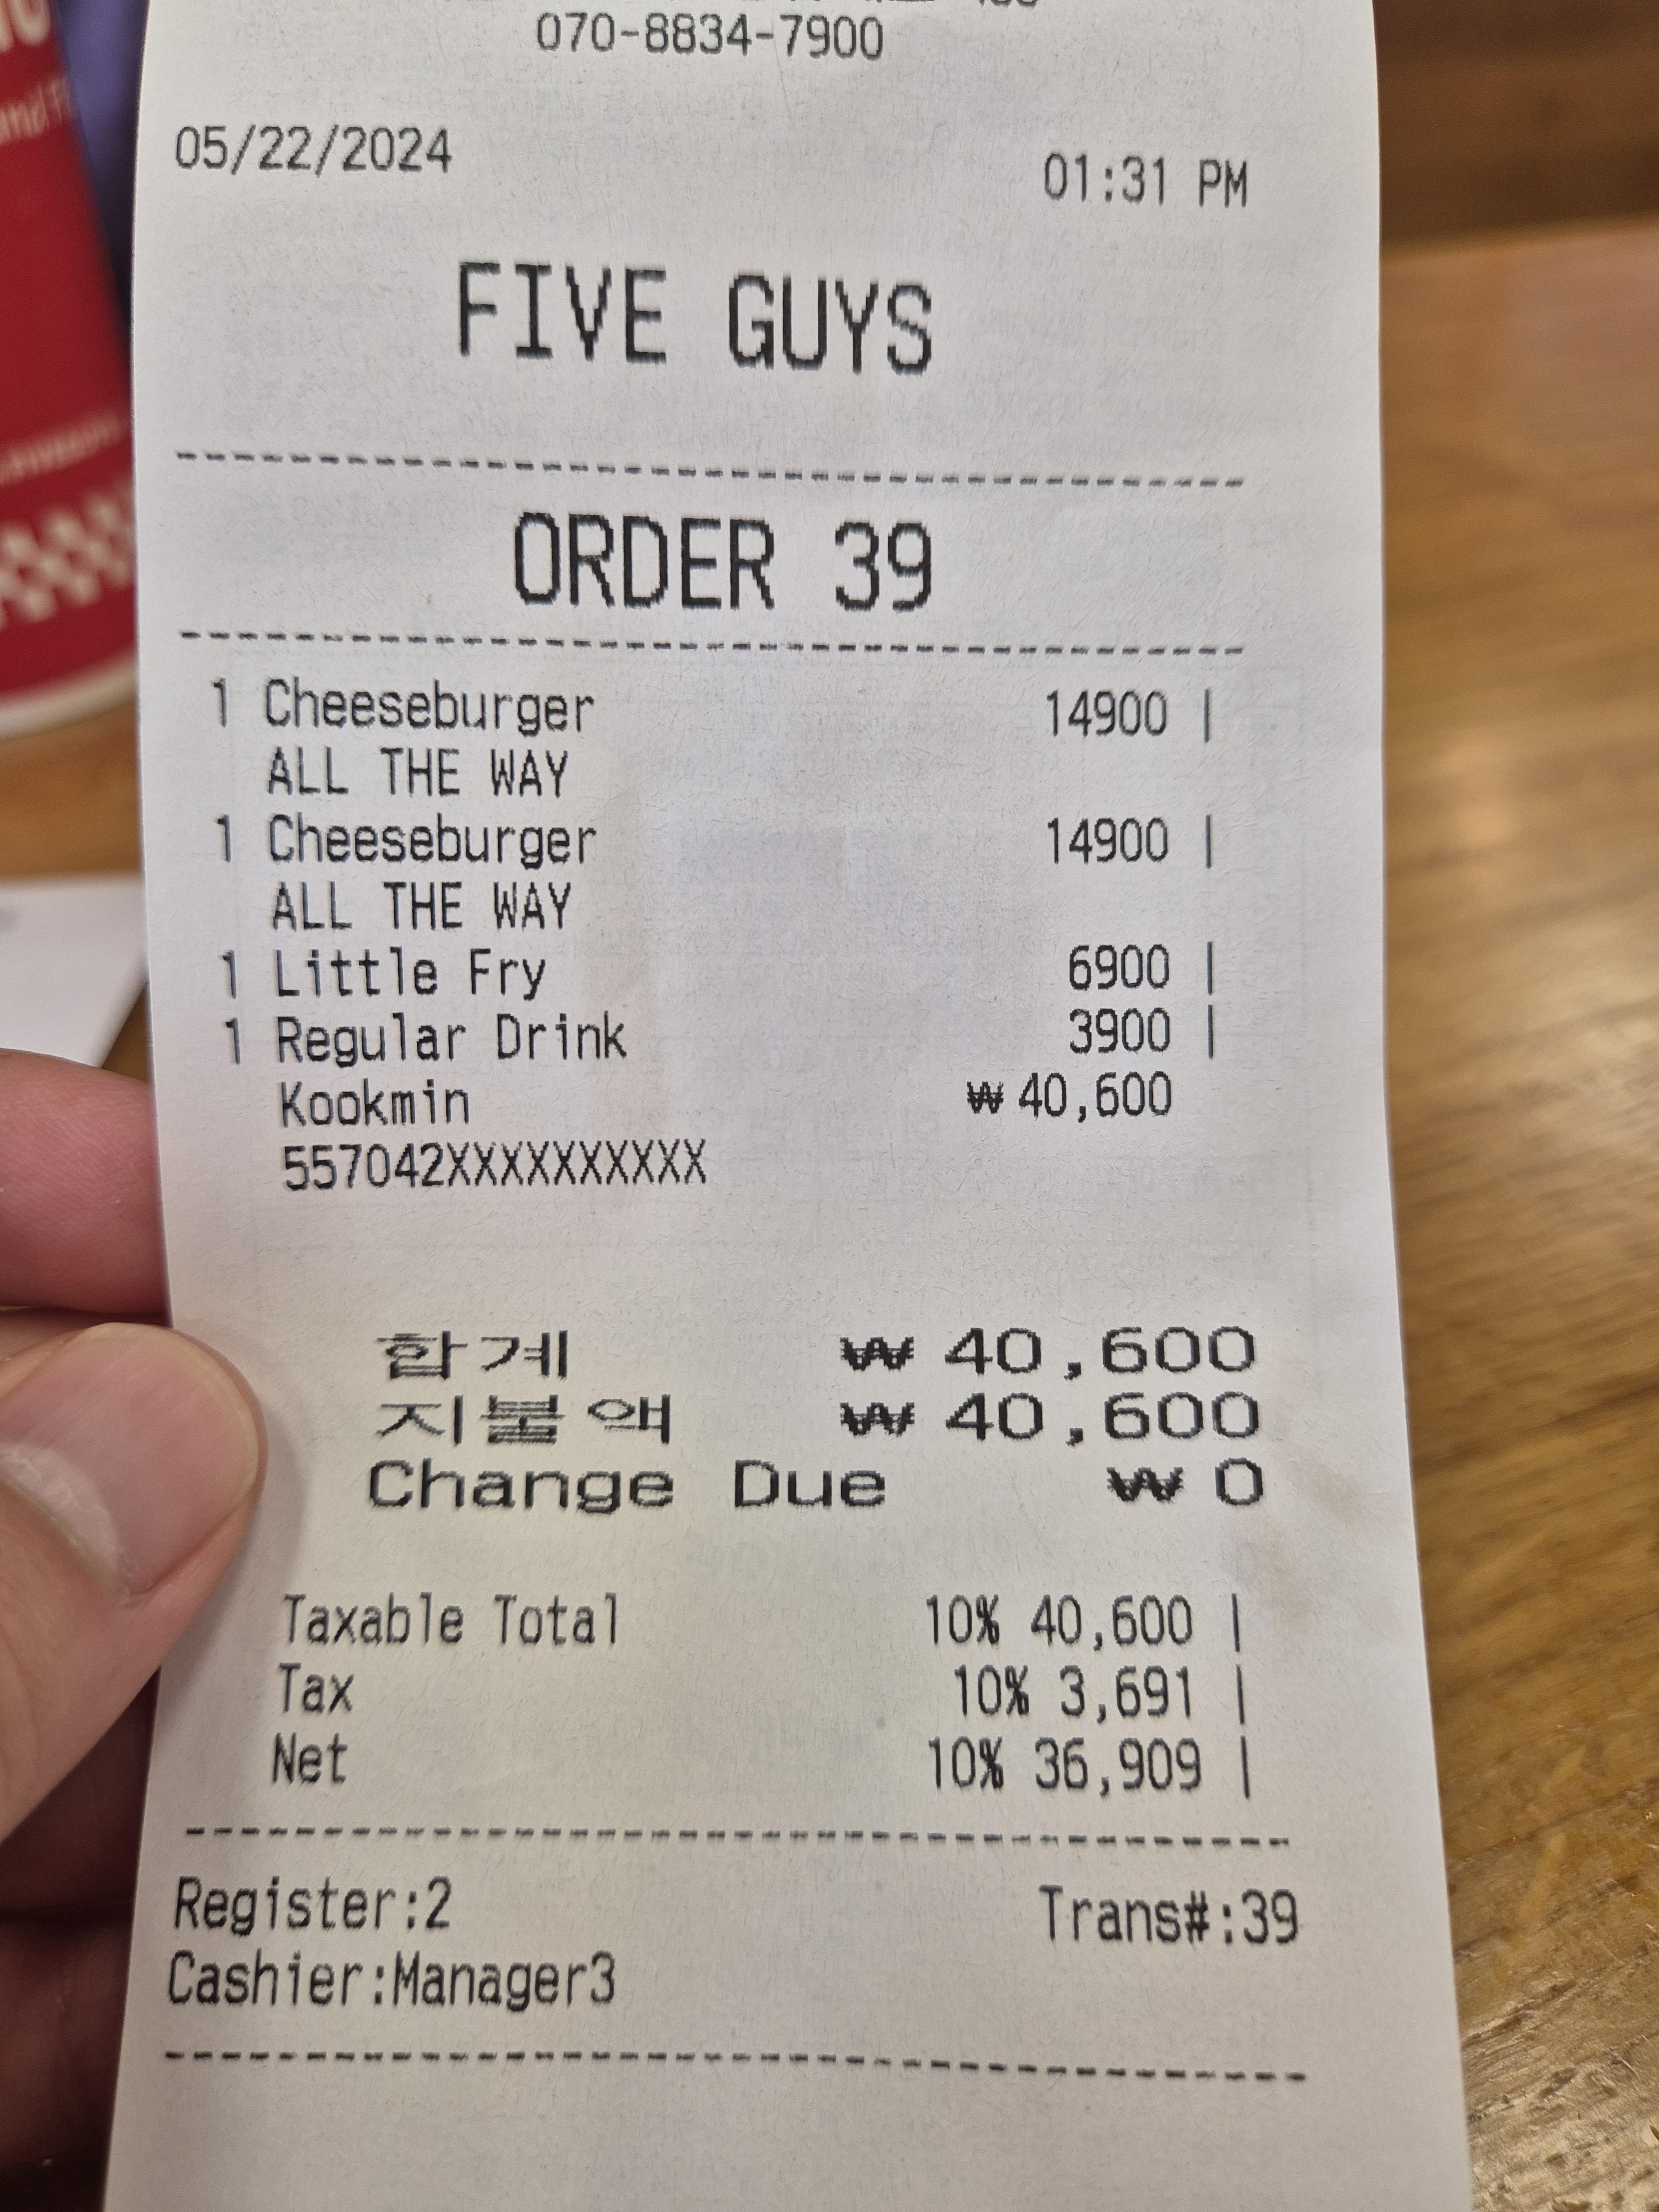 070-8834-7900
05/22/2024 01:31 PM
FIVE GUYS
ORDER 39
1 Cheeseburger 14900 |
ALL THE WAY
1 Cheeseburger 14900 |
ALL THE WAY
1 Little Fry 6900 |
1 Regular Drink 3900 |
Kookmin ₩40,600
557042XXXXXXXXXX
합계 ₩40,600
지불액 ₩40,600
Change Due ₩0
Taxable Total 10% 40,600 |
Tax 10% 3,691 |
Net 10% 36,909 |
Register:2 Trans#:39
Cashier:Manager3